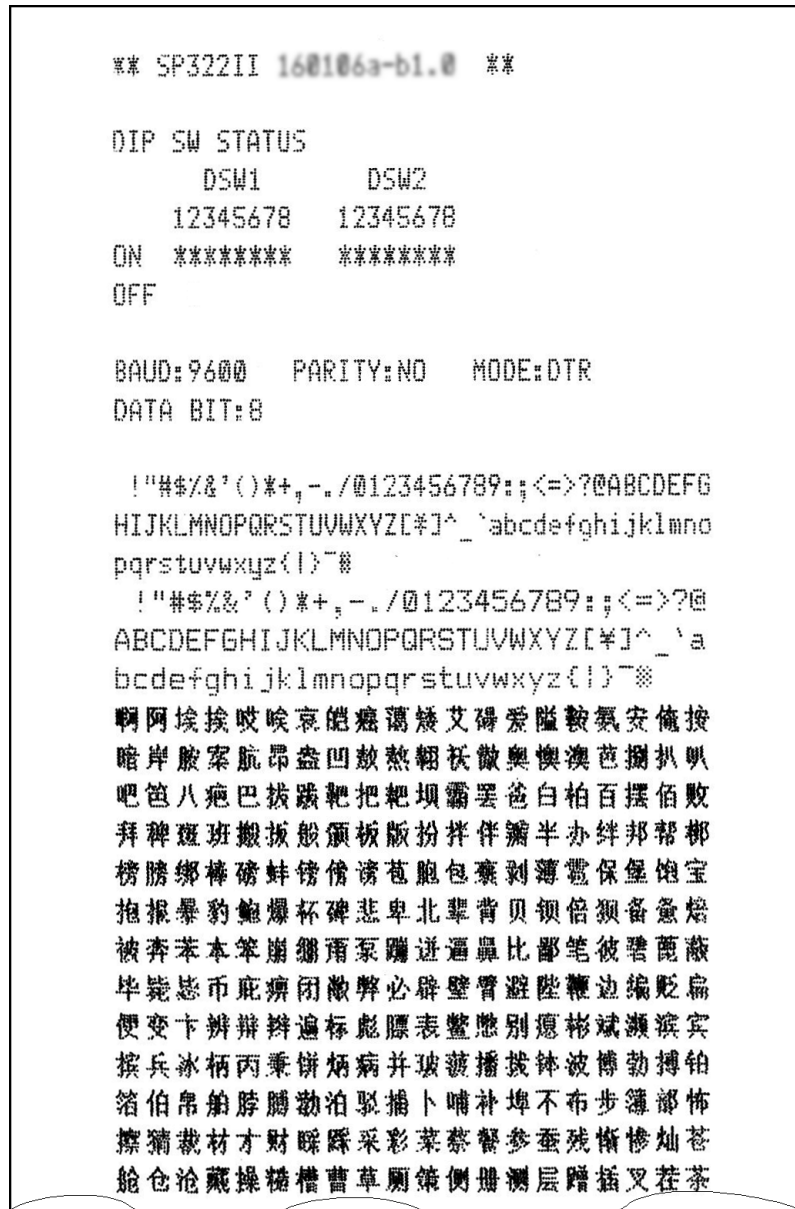 ** SP322II 160106a-b1.0 **
DIP SW STATUS
DSW1 DSW2
12345678 12345678
ON ******** ********
OFF
BAUD:9600 PARITY:NO MODE:DTR
DATA BIT:8
!"#$%&'()*+,-./0123456789:;<=>?@ABCDEFG
HIJKLMNOPQRSTUVWXYZ[¥]^_`abcdefghijklmno
pqrstuvwxyz{|}~▒
!"#$%&'()*+,-./0123456789:;<=>?@
ABCDEFGHIJKLMNOPQRSTUVWXYZ[¥]^_`a
bcdefghijklmnopqrstuvwxyz{|}~▒
啊阿埃挨哎唉哀皑癌蔼矮艾碍爱隘鞍氨安俺按
暗岸胺案肮昂盎凹敖熬翱袄傲奥懊澳芭捌扒叭
吧笆八疤巴拔跋靶把耙坝霸罢爸白柏百摆佰败
拜稗斑班搬扳般颁板版扮拌伴瓣半办绊邦帮梆
榜膀绑棒磅蚌镑傍谤苞胞包褒剥薄雹保堡饱宝
抱报暴豹鲍爆杯碑悲卑北辈背贝钡倍狈备惫焙
被奔苯本笨崩绷甭泵蹦迸逼鼻比鄙笔彼碧蓖蔽
毕毙毖币庇痹闭敝弊必辟壁臂避陛鞭边编贬扁
便变卞辨辩辫遍标彪膘表鳖憋别瘪彬斌濒滨宾
摈兵冰柄丙秉饼炳病并玻菠播拨钵波博勃搏铂
箔伯帛舶脖膊渤泊驳捕卜哺补埠不布步簿部怖
擦猜裁材才财睬踩采彩菜蔡餐参蚕残惭惨灿苍
舱仓沧藏操糙槽曹草厕策侧册测层蹭插叉茬茶